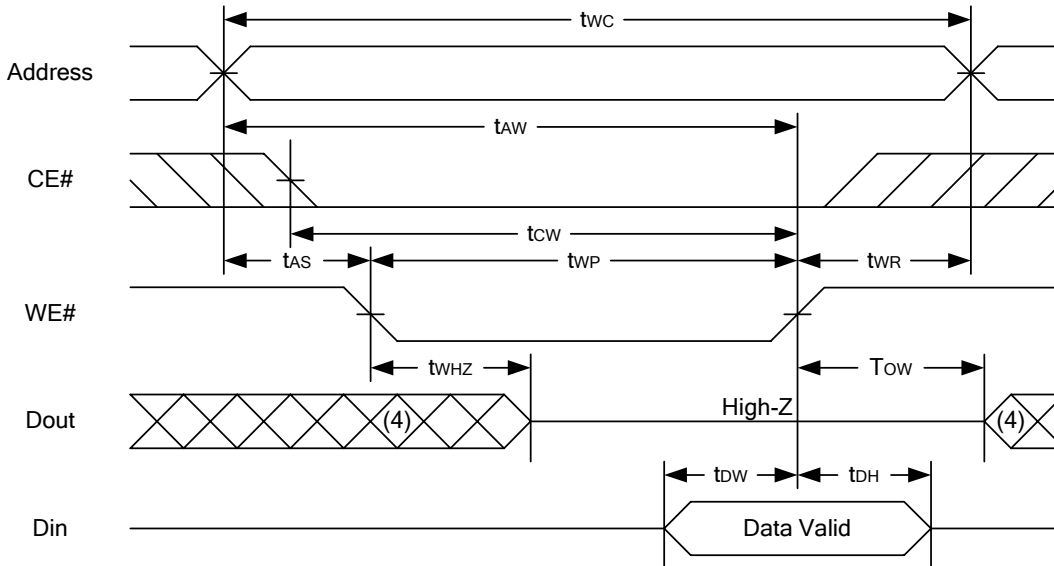 tWC
Address
tAW
CE#
tCW
tAS tWP tWR
WE#
tWHZ TOW
Dout (4) High-Z (4)
tDW tDH
Din Data Valid